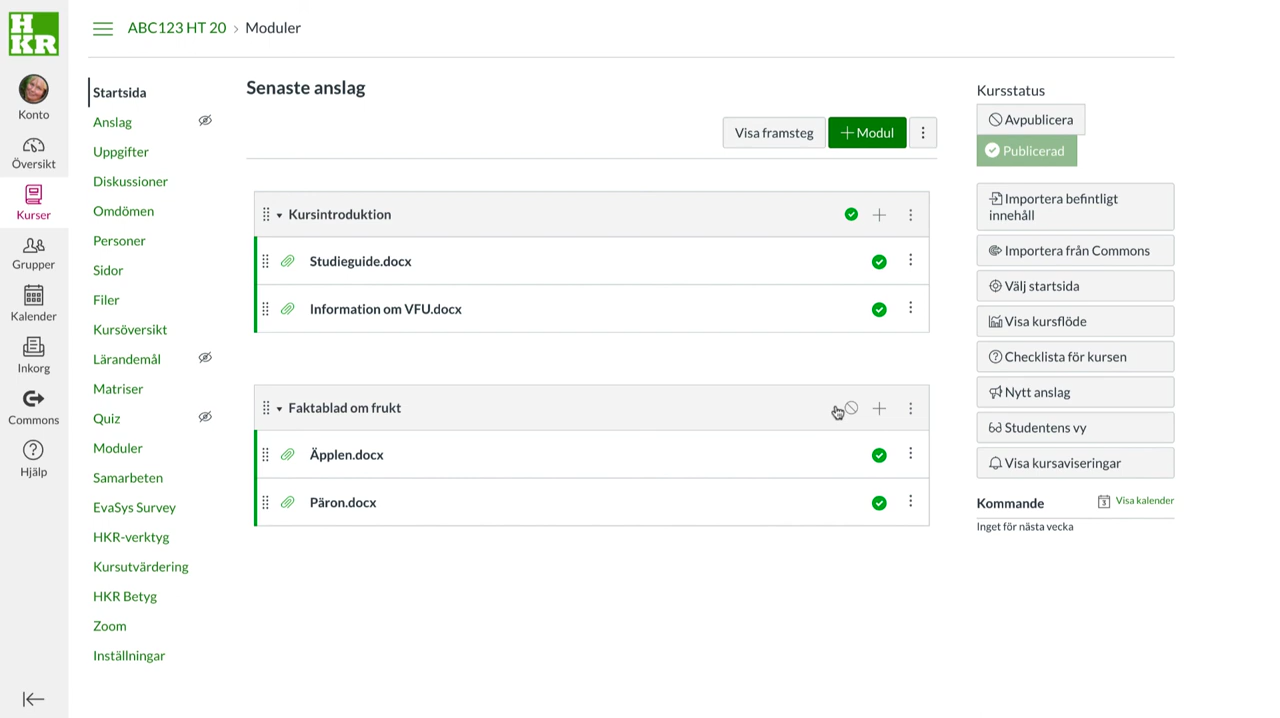 HKR
ABC123 HT 20 › Moduler
Konto
Översikt
Kurser
Grupper
Kalender
Inkorg
Commons
Hjälp
Startsida
Anslag
Uppgifter
Diskussioner
Omdömen
Personer
Sidor
Filer
Kursöversikt
Lärandemål
Matriser
Quiz
Moduler
Samarbeten
EvaSys Survey
HKR-verktyg
Kursutvärdering
HKR Betyg
Zoom
Inställningar
Senaste anslag
Visa framsteg
+ Modul
Kursintroduktion
Studieguide.docx
Information om VFU.docx
Faktablad om frukt
Äpplen.docx
Päron.docx
Kursstatus
Avpublicera
Publicerad
Importera befintligt
innehåll
Importera från Commons
Välj startsida
Visa kursflöde
Checklista för kursen
Nytt anslag
Studentens vy
Visa kursaviseringar
Kommande
3 Visa kalender
Inget för nästa vecka